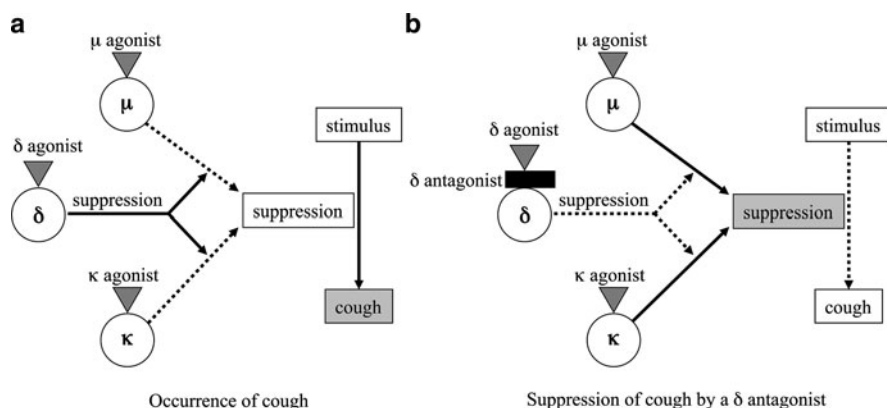 a
μ agonist
μ
stimulus
δ agonist
δ
suppression
suppression
κ agonist
κ
cough
Occurrence of cough
b
μ agonist
μ
stimulus
δ agonist
δ antagonist
δ
suppression
suppression
κ agonist
κ
cough
Suppression of cough by a δ antagonist